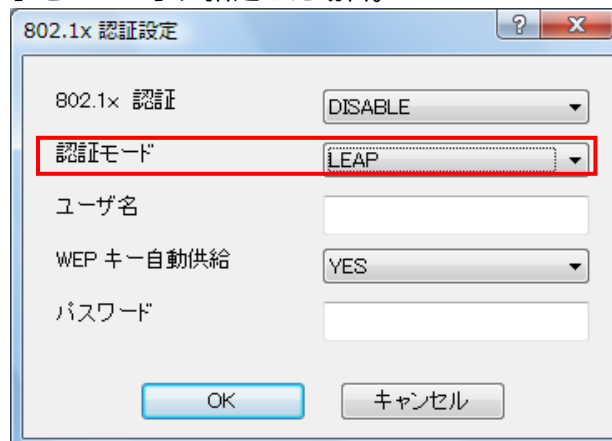 802.1x 認証設定
802.1x 認証 DISABLE
認証モード LEAP
ユーザ名
WEP キー自動供給 YES
パスワード
OK キャンセル